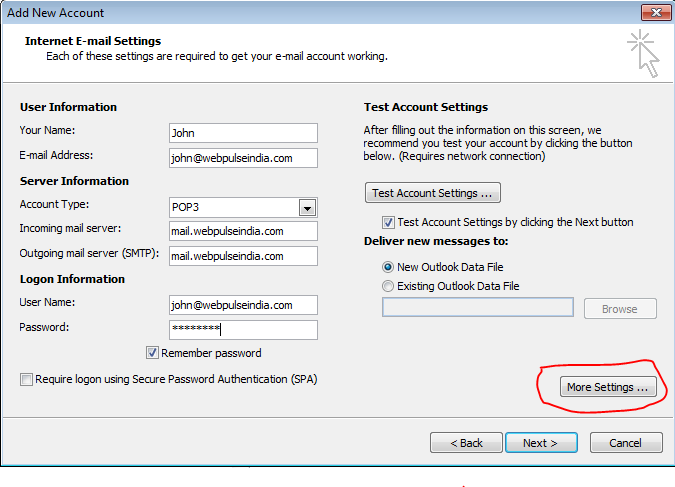 Add New Account
Internet E-mail Settings
Each of these settings are required to get your e-mail account working.
User Information
Your Name: John
E-mail Address: john@webpulseindia.com
Server Information
Account Type: POP3
Incoming mail server: mail.webpulseindia.com
Outgoing mail server (SMTP): mail.webpulseindia.com
Logon Information
User Name: john@webpulseindia.com
Password: ********
Remember password
Require logon using Secure Password Authentication (SPA)
Test Account Settings
After filling out the information on this screen, we
recommend you test your account by clicking the button
below. (Requires network connection)
Test Account Settings ...
Test Account Settings by clicking the Next button
Deliver new messages to:
New Outlook Data File
Existing Outlook Data File
Browse
More Settings ...
< Back
Next >
Cancel